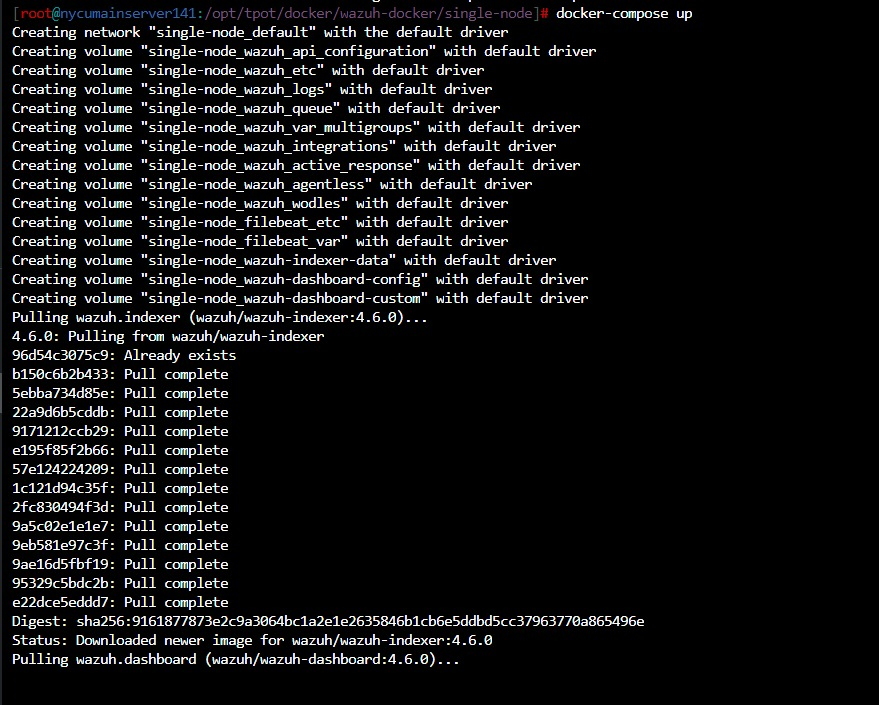 [root@nycumainserver141:/opt/tpot/docker/wazuh-docker/single-node]# docker-compose up
Creating network "single-node_default" with the default driver
Creating volume "single-node_wazuh_api_configuration" with default driver
Creating volume "single-node_wazuh_etc" with default driver
Creating volume "single-node_wazuh_logs" with default driver
Creating volume "single-node_wazuh_queue" with default driver
Creating volume "single-node_wazuh_var_multigroups" with default driver
Creating volume "single-node_wazuh_integrations" with default driver
Creating volume "single-node_wazuh_active_response" with default driver
Creating volume "single-node_wazuh_agentless" with default driver
Creating volume "single-node_wazuh_wodles" with default driver
Creating volume "single-node_filebeat_etc" with default driver
Creating volume "single-node_filebeat_var" with default driver
Creating volume "single-node_wazuh-indexer-data" with default driver
Creating volume "single-node_wazuh-dashboard-config" with default driver
Creating volume "single-node_wazuh-dashboard-custom" with default driver
Pulling wazuh.indexer (wazuh/wazuh-indexer:4.6.0)...
4.6.0: Pulling from wazuh/wazuh-indexer
96d54c3075c9: Already exists
b150c6b2b433: Pull complete
5ebba734d85e: Pull complete
22a9d6b5cddb: Pull complete
9171212ccb29: Pull complete
e195f85f2b66: Pull complete
57e124224209: Pull complete
1c121d94c35f: Pull complete
2fc830494f3d: Pull complete
9a5c02e1e1e7: Pull complete
9eb581e97c3f: Pull complete
9ae16d5fbf19: Pull complete
95329c5bdc2b: Pull complete
e22dce5eddd7: Pull complete
Digest: sha256:9161877873e2c9a3064bc1a2e1e2635846b1cb6e5ddbd5cc37963770a865496e
Status: Downloaded newer image for wazuh/wazuh-indexer:4.6.0
Pulling wazuh.dashboard (wazuh/wazuh-dashboard:4.6.0)...